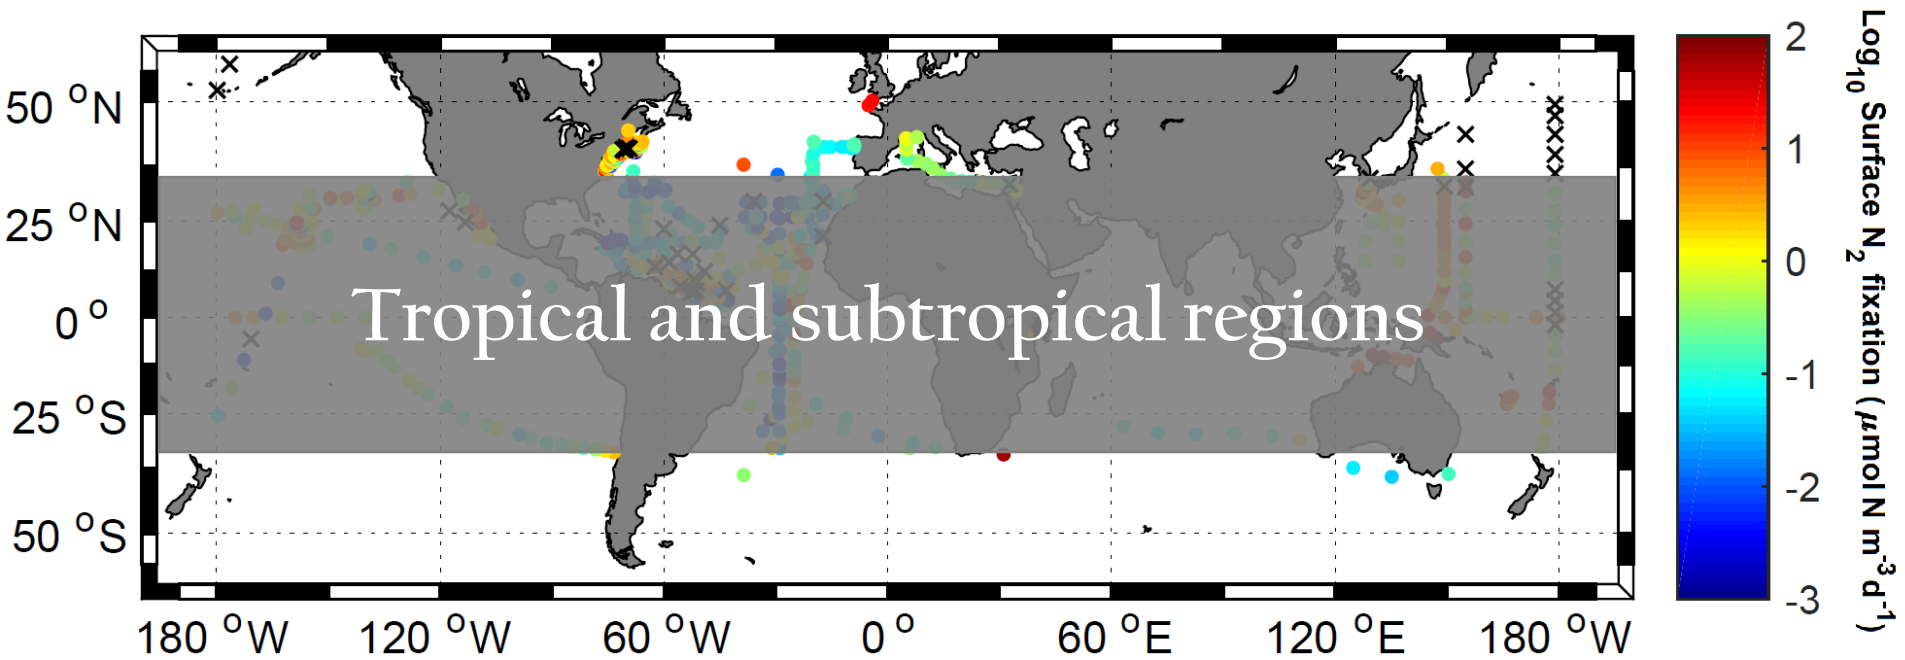 50 °N
25 °N
0 °
25 °S
50 °S
180 °W
120 °W
60 °W
0 °
60 °E
120 °E
180 °W
Tropical and subtropical regions
2
1
0
-1
-2
-3
Log10 Surface N2 fixation (μmol N m-3 d-1)